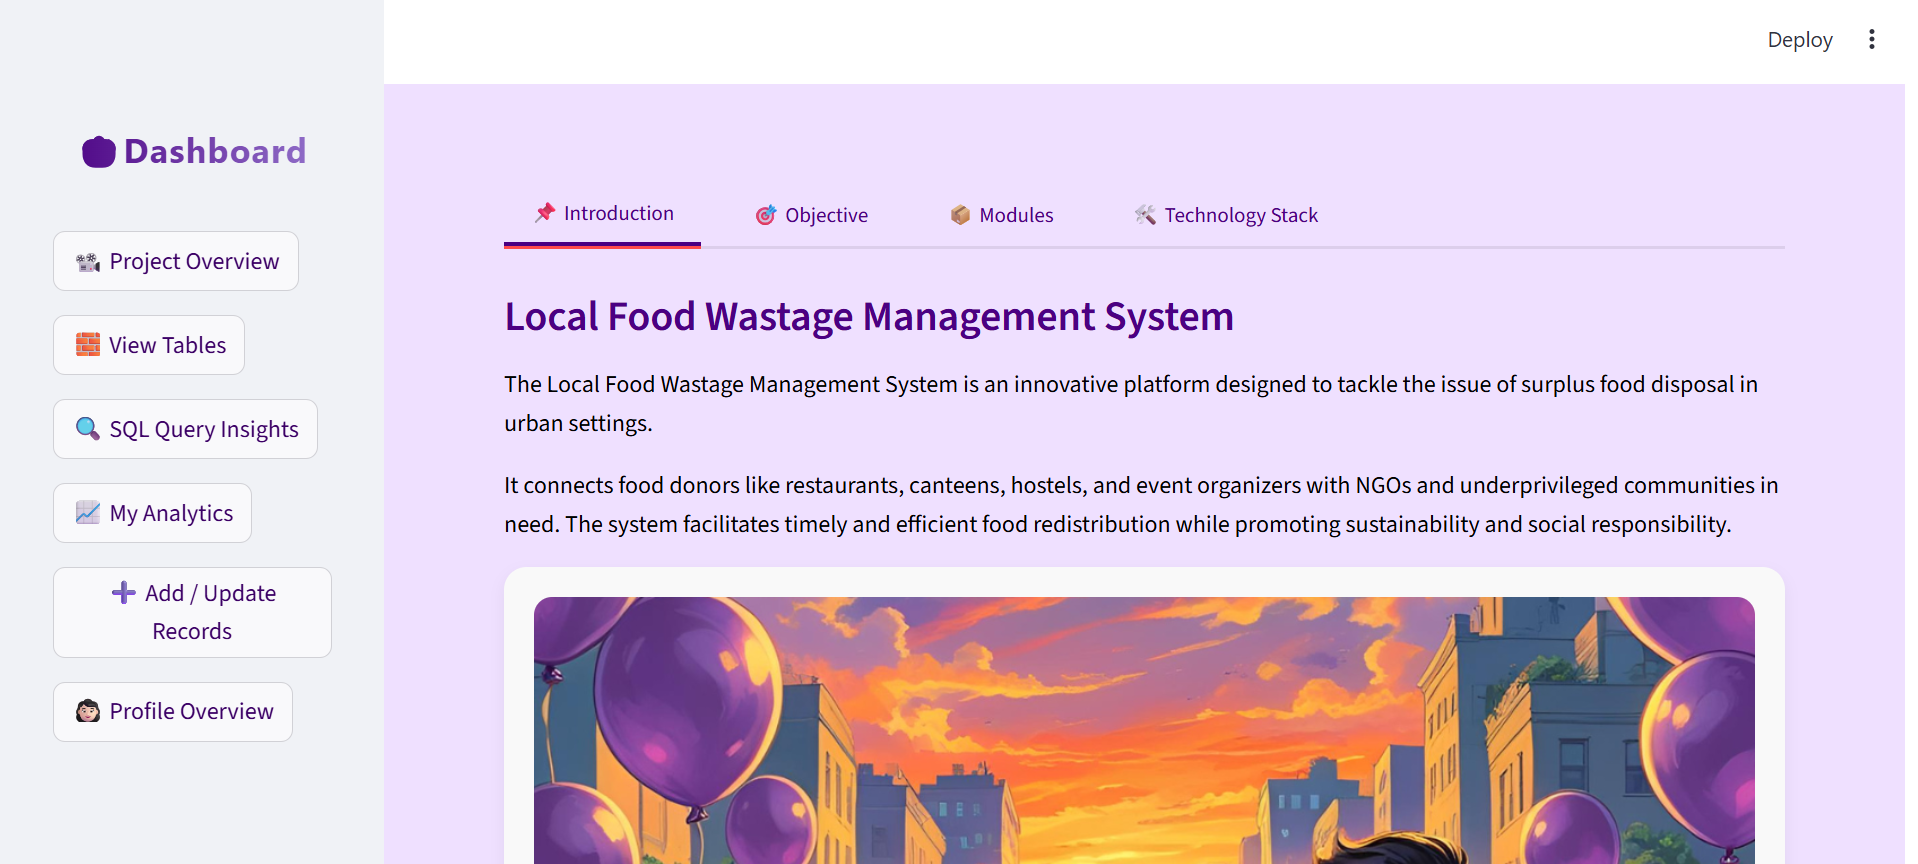 Deploy
Dashboard
Project Overview
View Tables
SQL Query Insights
My Analytics
Add / Update
Records
Profile Overview
Introduction
Objective
Modules
Technology Stack
Local Food Wastage Management System
The Local Food Wastage Management System is an innovative platform designed to tackle the issue of surplus food disposal in
urban settings.
It connects food donors like restaurants, canteens, hostels, and event organizers with NGOs and underprivileged communities in
need. The system facilitates timely and efficient food redistribution while promoting sustainability and social responsibility.